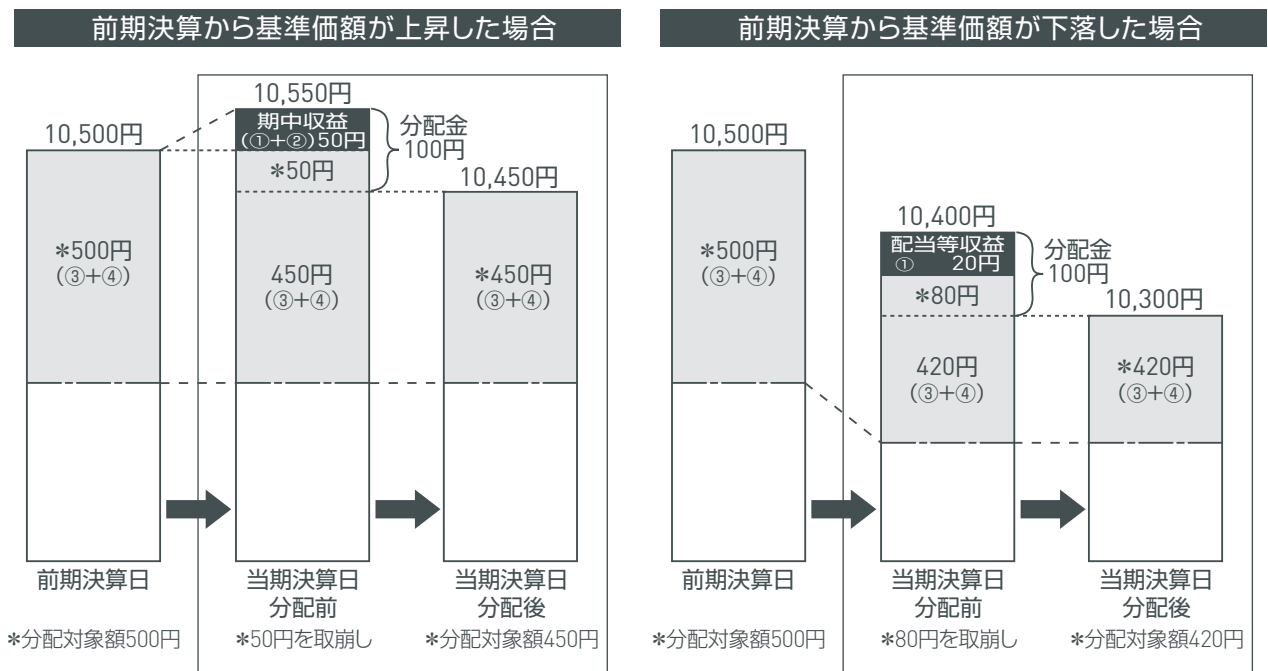 前期決算から基準価額が上昇した場合
10,500円
*500円
(③+④)
前期決算日
*分配対象額500円
10,550円
期中収益
(①+②)50円
*50円
分配金
100円
450円
(③+④)
当期決算日
分配前
*50円を取崩し
10,450円
*450円
(③+④)
当期決算日
分配後
*分配対象額450円
前期決算から基準価額が下落した場合
10,500円
*500円
(③+④)
前期決算日
*分配対象額500円
10,400円
配当等収益
① 20円
*80円
分配金
100円
420円
(③+④)
当期決算日
分配前
*80円を取崩し
10,300円
*420円
(③+④)
当期決算日
分配後
*分配対象額420円